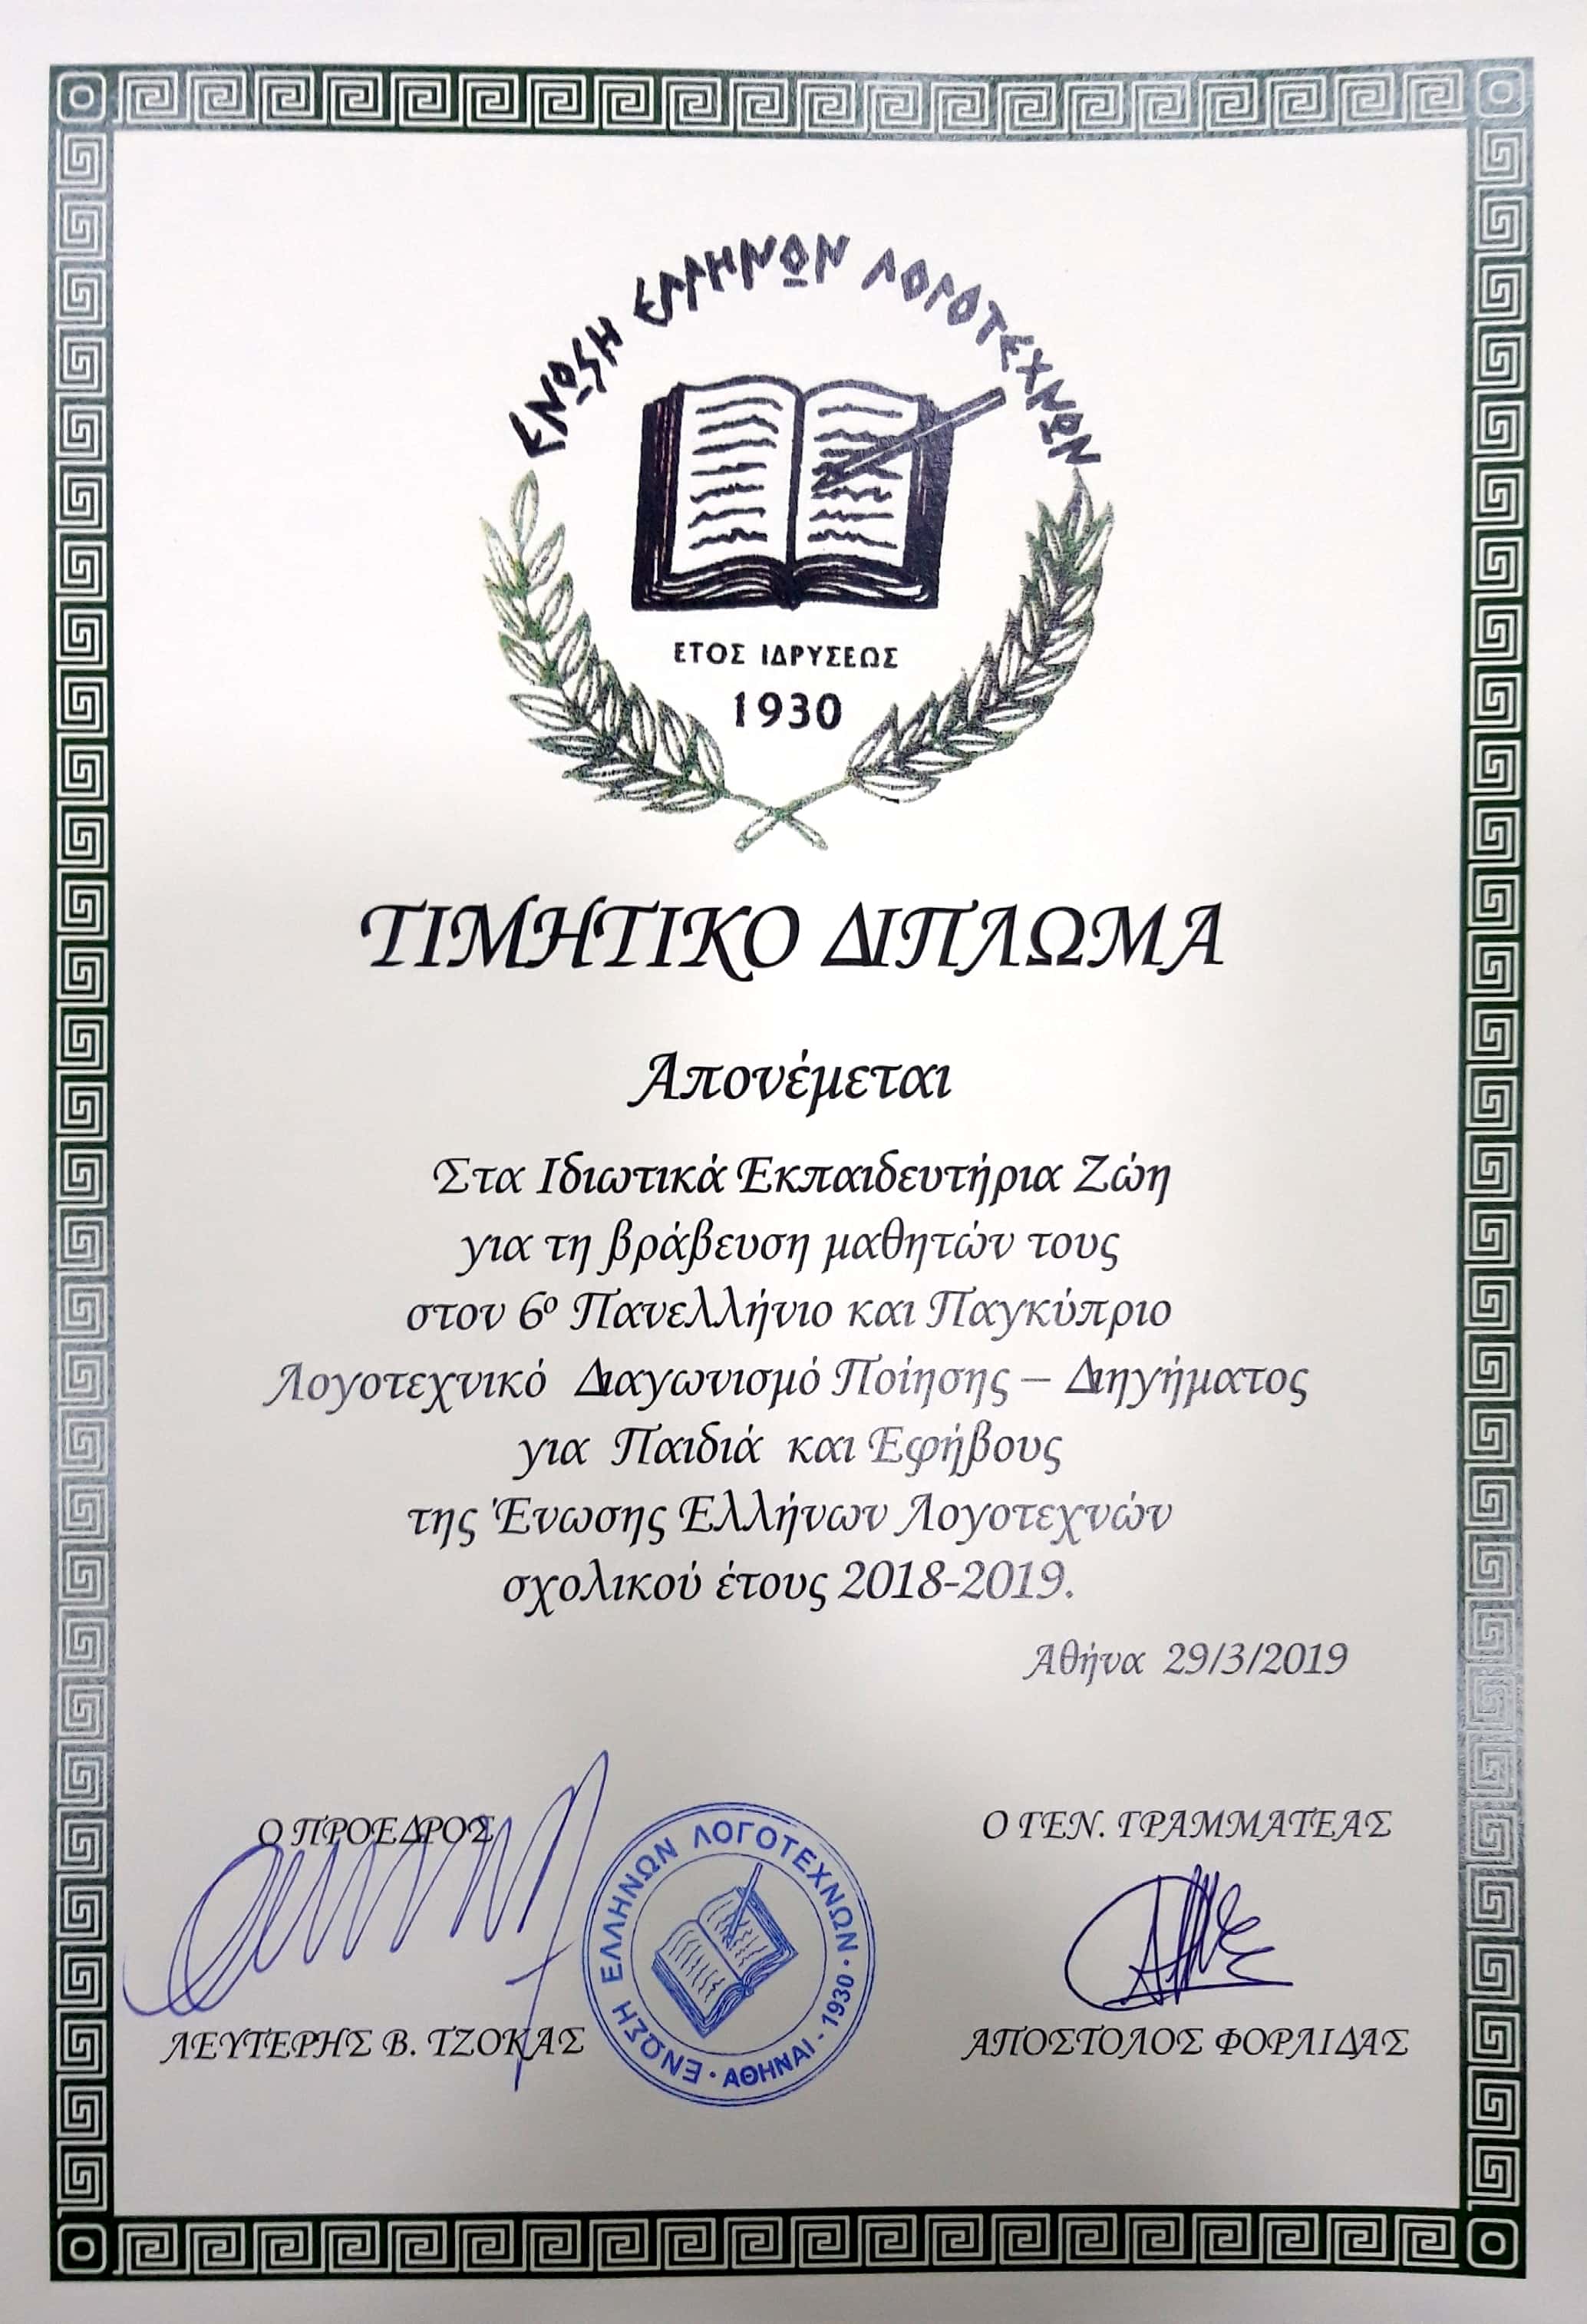 ΕΝΩΣΗ ΕΛΛΗΝΩΝ ΛΟΓΟΤΕΧΝΩΝ
ΕΤΟΣ ΙΔΡΥΣΕΩΣ
1930
ΤΙΜΗΤΙΚΟ ΔΙΠΛΩΜΑ
Απονέμεται
Στα Ιδιωτικά Εκπαιδευτήρια Ζώη
για τη βράβευση μαθητών τους
στον 6ο Πανελλήνιο και Παγκύπριο
Λογοτεχνικό Διαγωνισμό Ποίησης – Διηγήματος
για Παιδιά και Εφήβους
της Ένωσης Ελλήνων Λογοτεχνών
σχολικού έτους 2018-2019.
Αθήνα 29/3/2019
Ο ΠΡΟΕΔΡΟΣ
Ο ΓΕΝ. ΓΡΑΜΜΑΤΕΑΣ
ΕΝΩΣΗ ΕΛΛΗΝΩΝ ΛΟΓΟΤΕΧΝΩΝ · ΑΘΗΝΑΙ - 1930 ·
ΛΕΥΤΕΡΗΣ Β. ΤΖΟΚΑΣ
ΑΠΟΣΤΟΛΟΣ ΦΟΡΛΙΔΑΣ